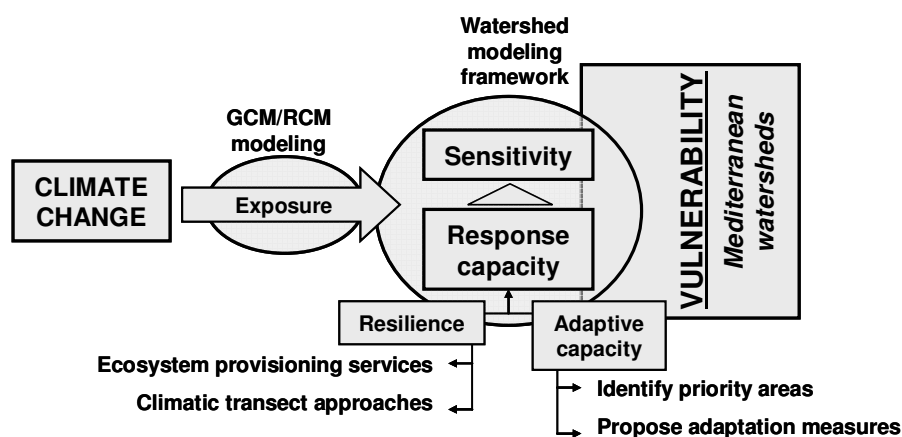 Watershed
modeling
framework
GCM/RCM
modeling
CLIMATE
CHANGE
Exposure
Sensitivity
Response
capacity
VULNERABILITY
Mediterranean
watersheds
Resilience
Adaptive
capacity
Ecosystem provisioning services
Climatic transect approaches
Identify priority areas
Propose adaptation measures